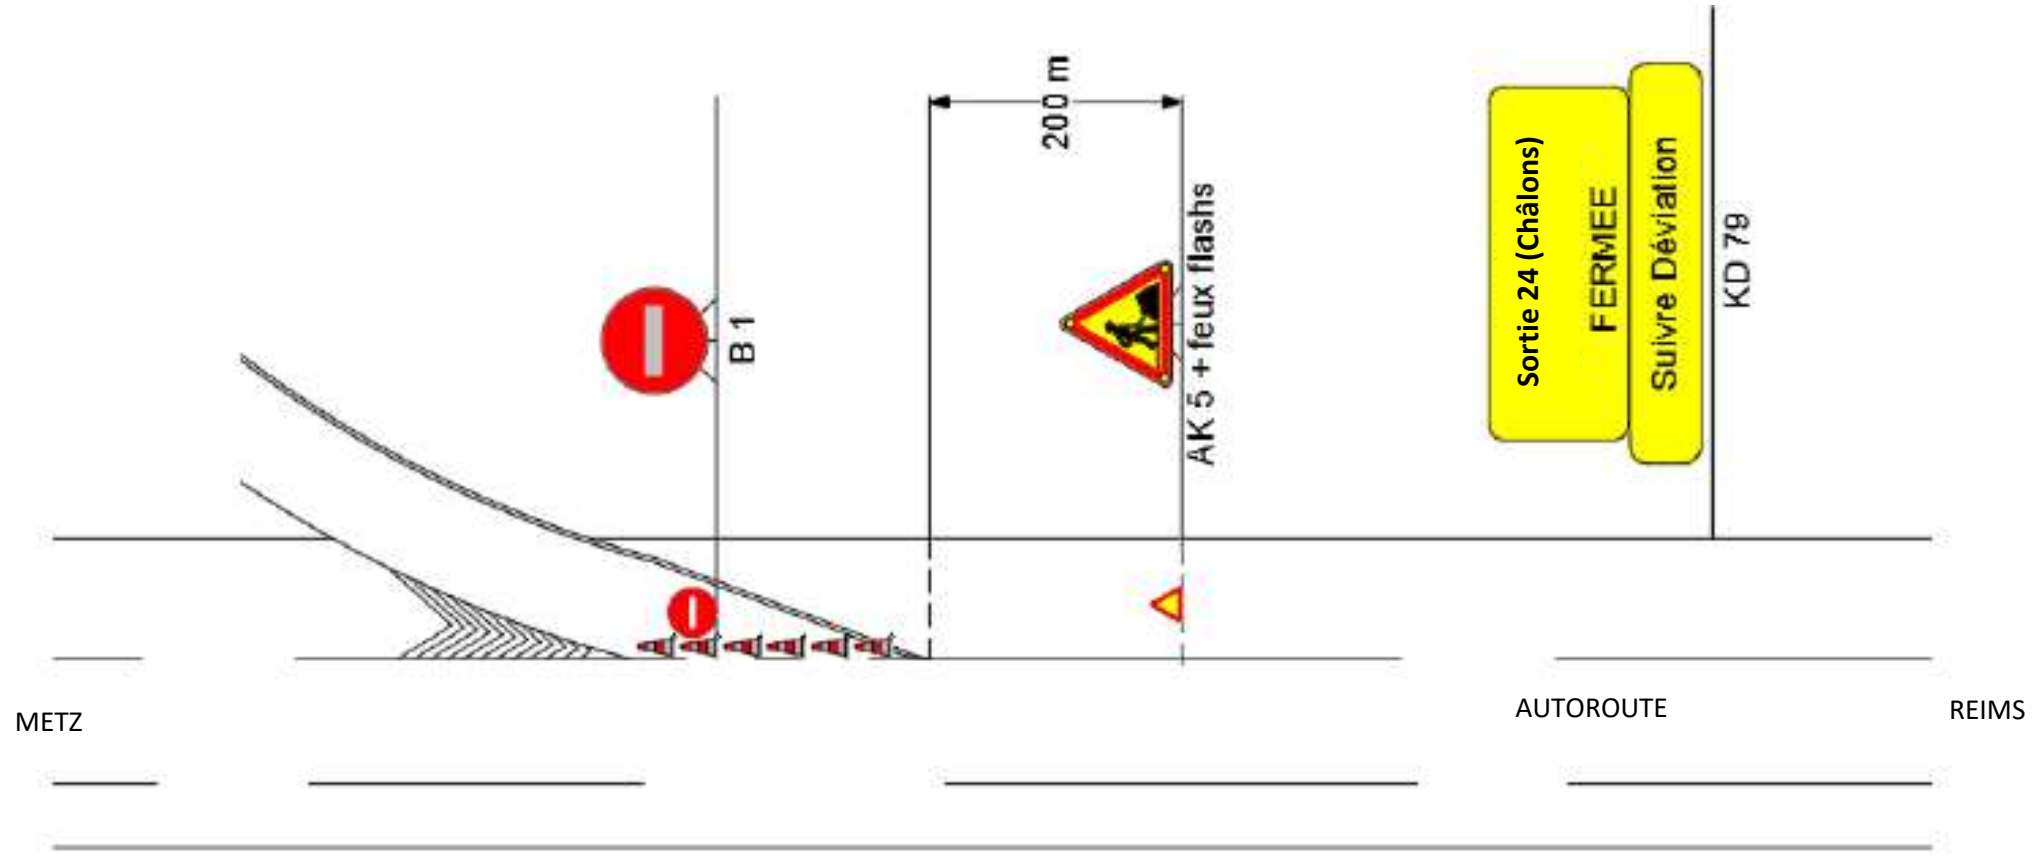 200 m
B 1
AK 5 + feux flashs
Sortie 24 (Châlons)
FERMEE
Suivre Déviation
KD 79
METZ
AUTOROUTE
REIMS